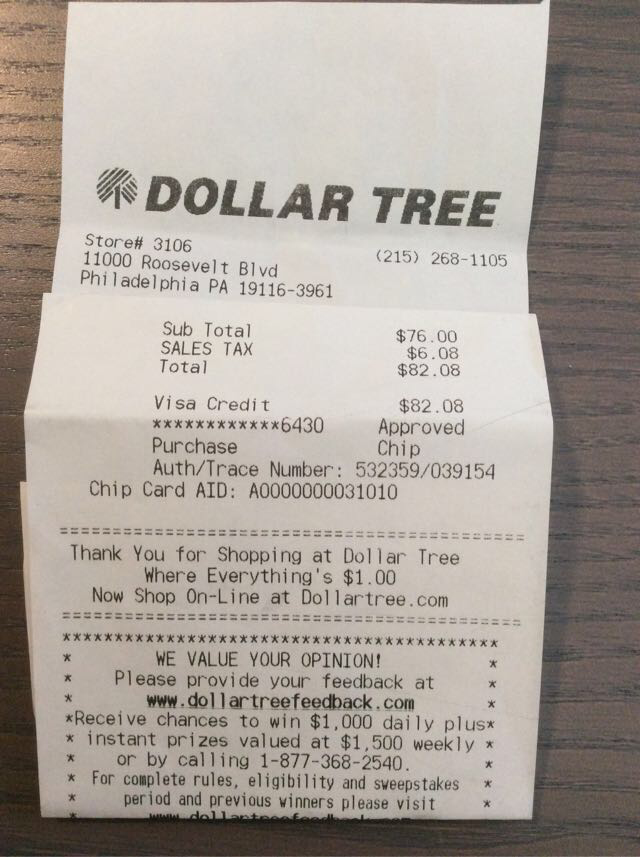 DOLLAR TREE
Store# 3106 (215) 268-1105
11000 Roosevelt Blvd
Philadelphia PA 19116-3961
Sub Total $76.00
SALES TAX $6.08
Total $82.08
Visa Credit $82.08
************6430 Approved
Purchase Chip
Auth/Trace Number: 532359/039154
Chip Card AID: A0000000031010
================================================
Thank You for Shopping at Dollar Tree
Where Everything's $1.00
Now Shop On-Line at Dollartree.com
================================================
******************************************
* WE VALUE YOUR OPINION! *
* Please provide your feedback at *
* www.dollartreefeedback.com *
*Receive chances to win $1,000 daily plus*
* instant prizes valued at $1,500 weekly *
* or by calling 1-877-368-2540. *
* For complete rules, eligibility and sweepstakes *
* period and previous winners please visit *
* www.dollartreefeedback.com *